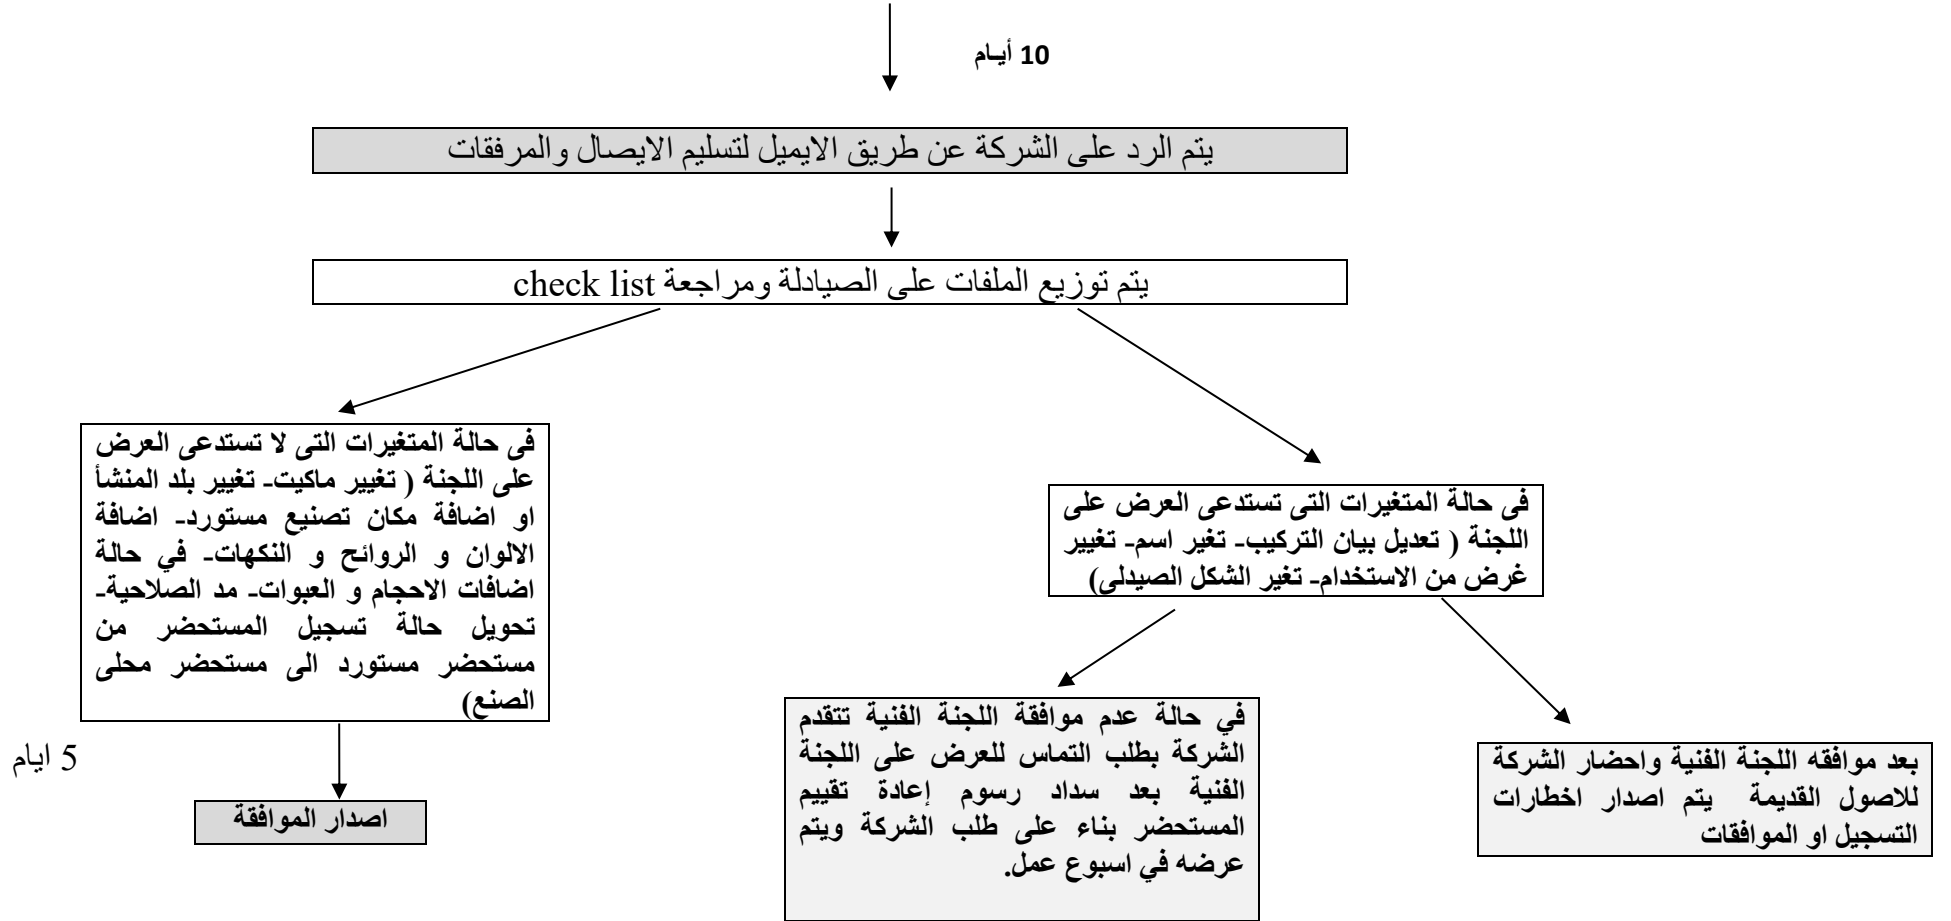 10 أيـام
يتم الرد على الشركة عن طريق الايميل لتسليم الايصال والمرفقات
يتم توزيع الملفات على الصيادلة ومراجعة check list
فى حالة المتغيرات التى لا تستدعى العرض
على اللجنة ( تغيير ماكيت- تغيير بلد المنشأ
او اضافة مكان تصنيع مستورد- اضافة
الالوان و الروائح و النكهات- في حالة
اضافات الاحجام و العبوات- مد الصلاحية-
تحويل حالة تسجيل المستحضر من
مستحضر مستورد الى مستحضر محلى
الصنع)
فى حالة المتغيرات التى تستدعى العرض على
اللجنة ( تعديل بيان التركيب- تغير اسم- تغيير
غرض من الاستخدام- تغير الشكل الصيدلى)
5 ايام
اصدار الموافقة
في حالة عدم موافقة اللجنة الفنية تتقدم
الشركة بطلب التماس للعرض على اللجنة
الفنية بعد سداد رسوم إعادة تقييم
المستحضر بناء على طلب الشركة ويتم
عرضه في اسبوع عمل.
بعد موافقه اللجنة الفنية واحضار الشركة
للاصول القديمة يتم اصدار اخطارات
التسجيل او الموافقات